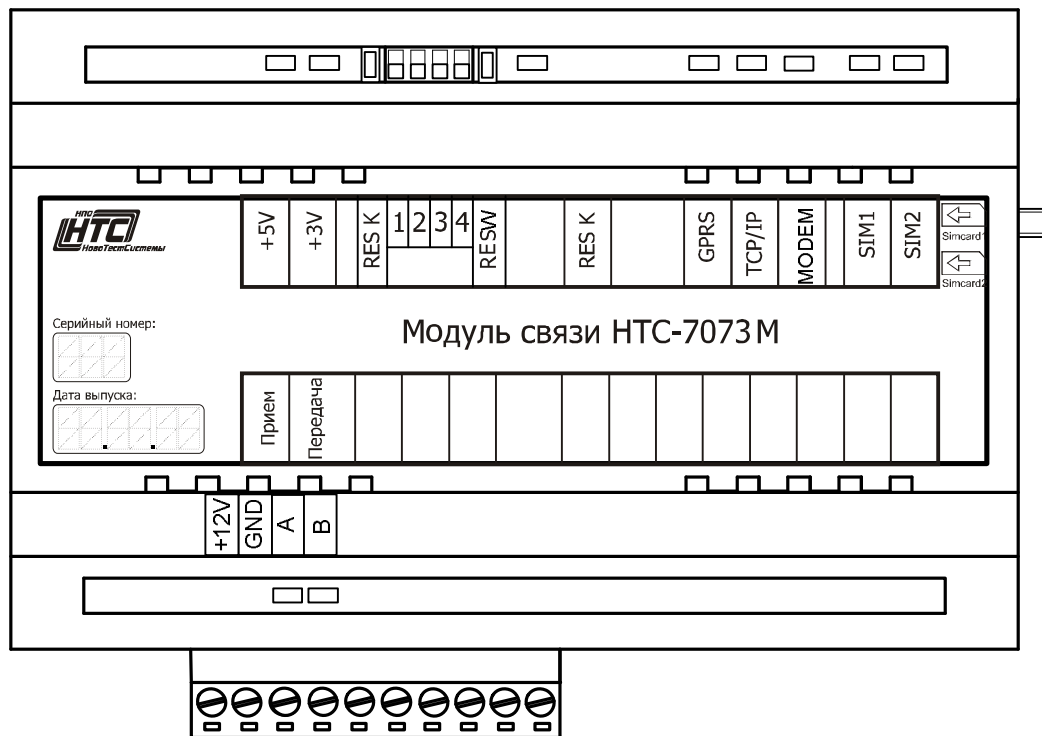 НПО
НТС
НовоТестСистемы
+5V
+3V
RES K
1 2 3 4
RESW
RES K
GPRS
TCP/IP
MODEM
SIM1
SIM2
Simcard1
Simcard2
Серийный номер:
Модуль связи НТС-7073М
Дата выпуска:
Прием
Передача
+12V
GND
A
B